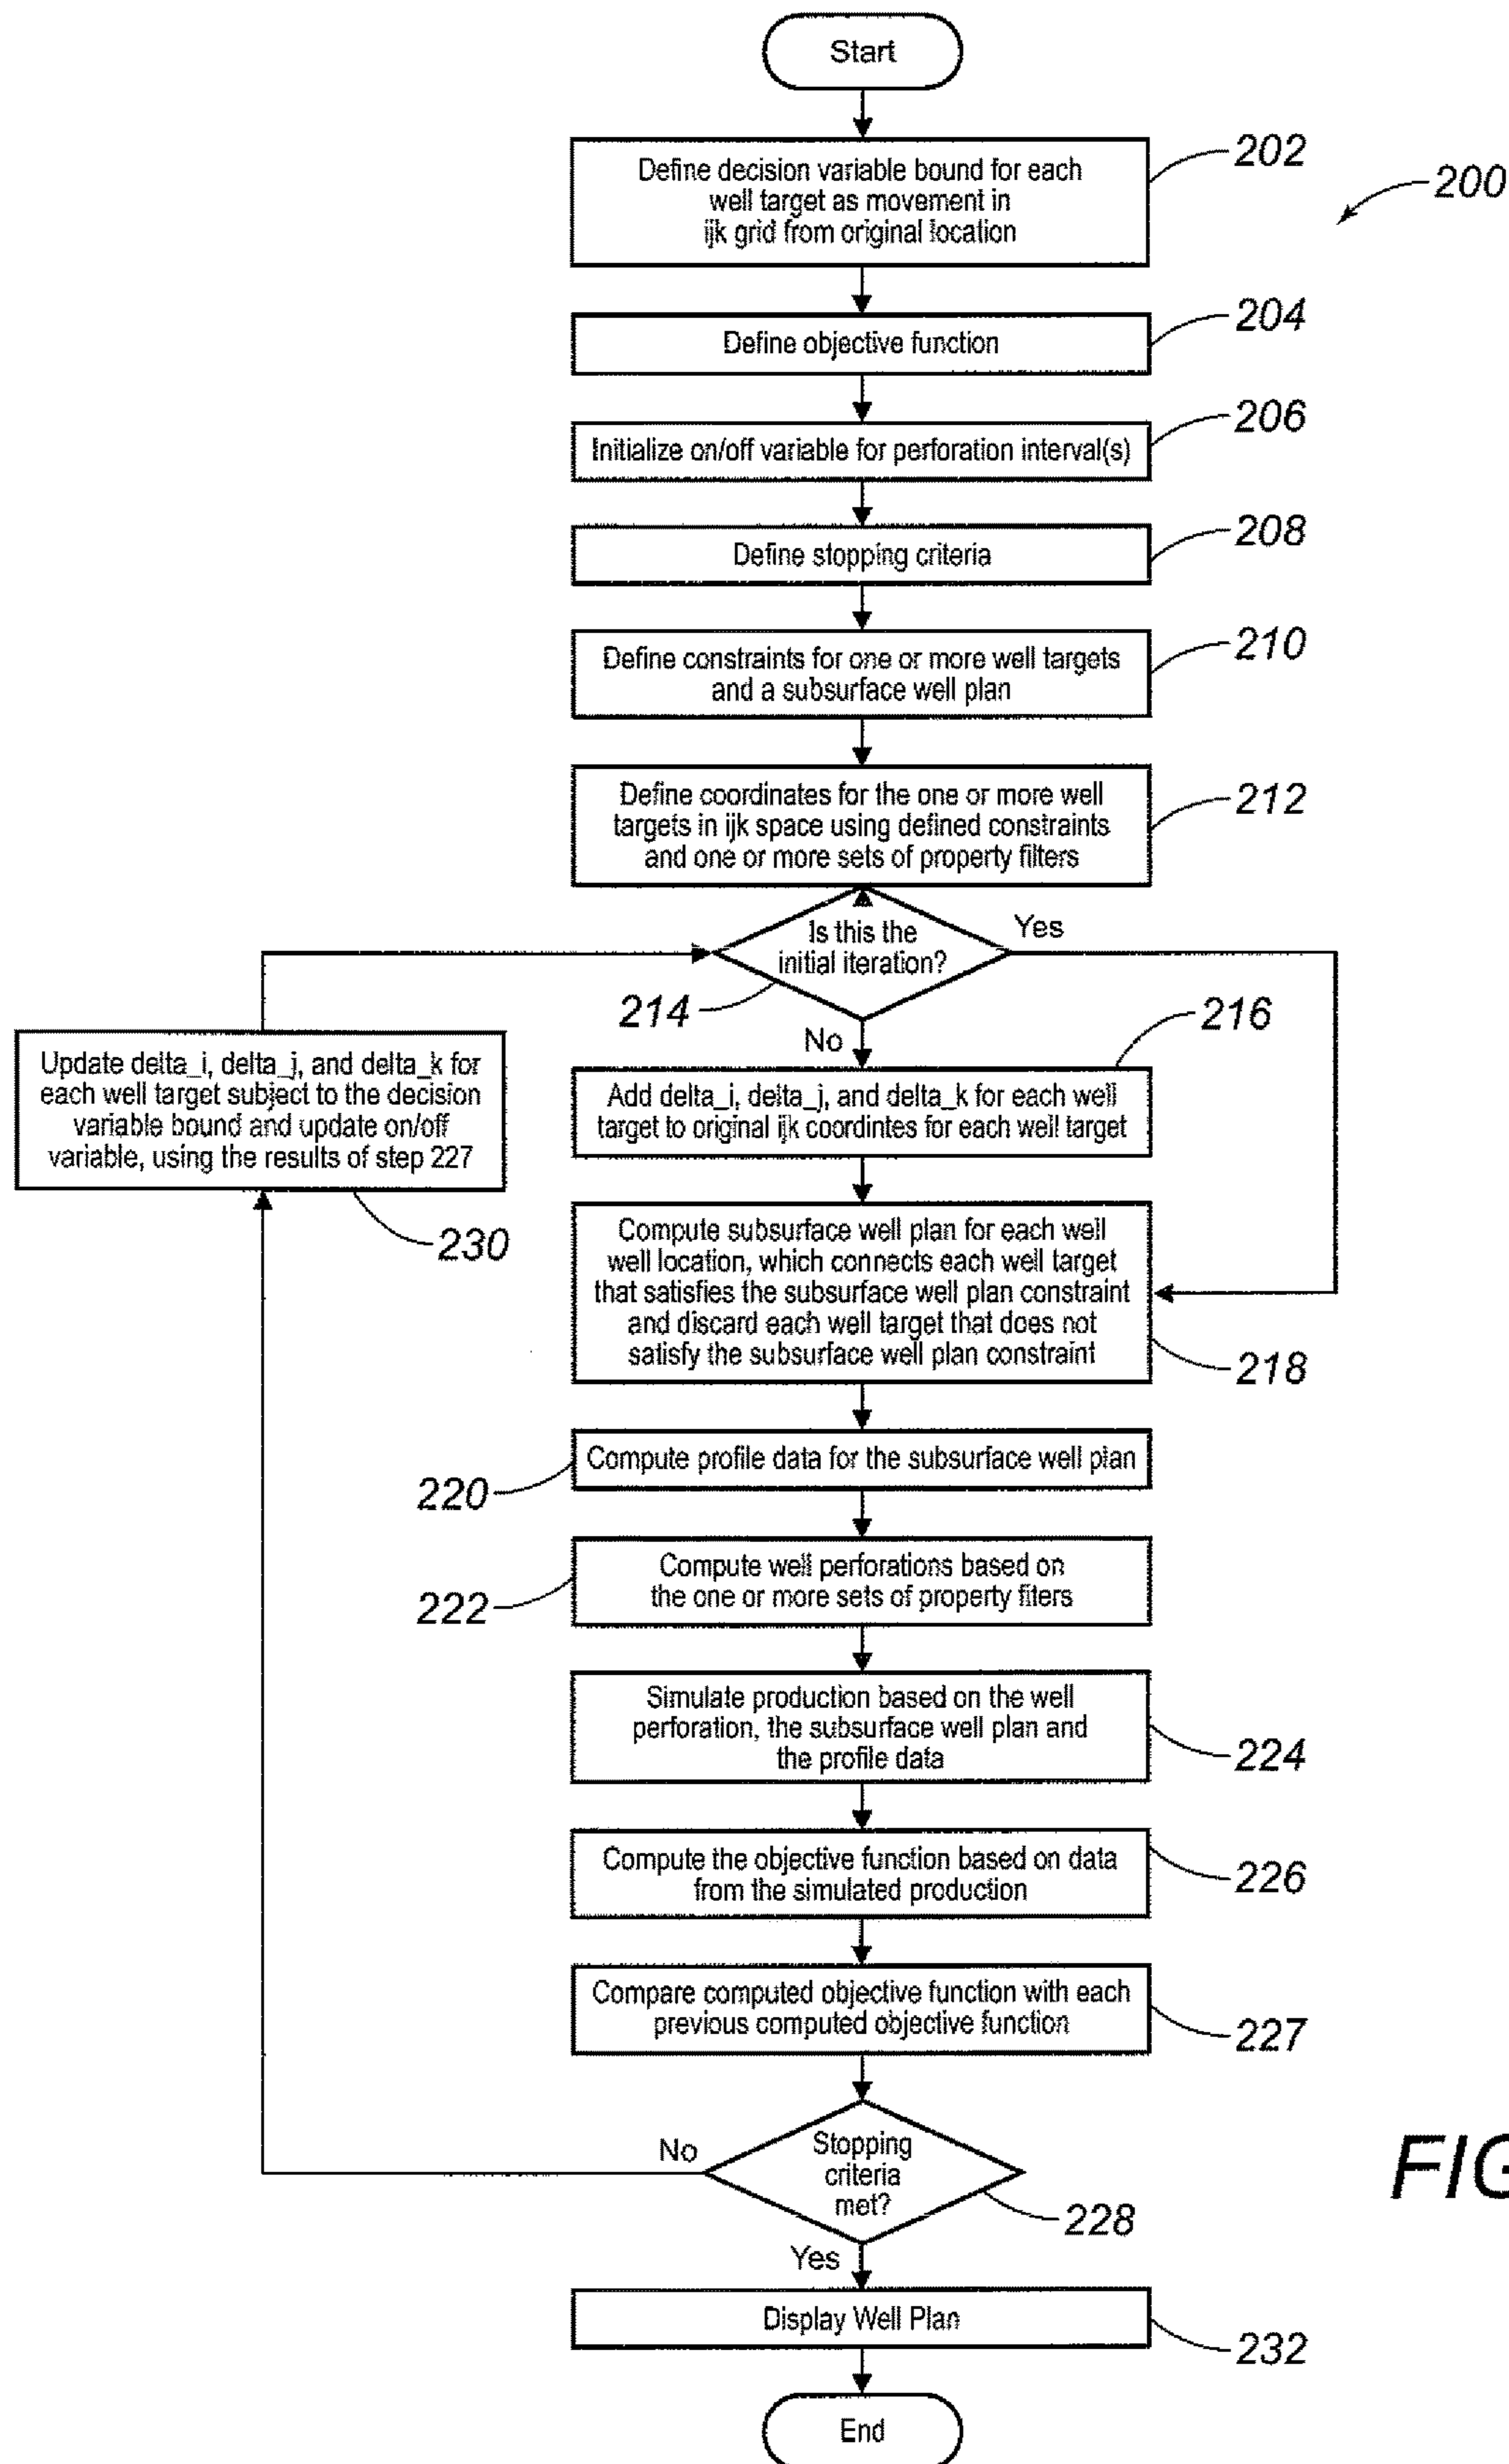 Start
Define decision variable bound for each
well target as movement in
ijk grid from original location
202
200
Define objective function
204
Initialize on/off variable for perforation interval(s)
206
Define stopping criteria
208
Define constraints for one or more well targets
and a subsurface well plan
210
Define coordinates for the one or more well
targets in ijk space using defined constraints
and one or more sets of property filters
212
Is this the
initial iteration?
Yes
214
No
216
Update delta_i, delta_j, and delta_k for
each well target subject to the decision
variable bound and update on/off
variable, using the results of step 227
230
Add delta_i, delta_j, and delta_k for each well
target to original ijk coordintes for each well target
Compute subsurface well plan for each well
well location, which connects each well target
that satisfies the subsurface well plan constraint
and discard each well target that does not
satisfy the subsurface well plan constraint
218
Compute profile data for the subsurface well plan
220
Compute well perforations based on
the one or more sets of property filters
222
Simulate production based on the well
perforation, the subsurface well plan and
the profile data
224
Compute the objective function based on data
from the simulated production
226
Compare computed objective function with each
previous computed objective function
227
No
Stopping
criteria
met?
228
FIG
Yes
Display Well Plan
232
End